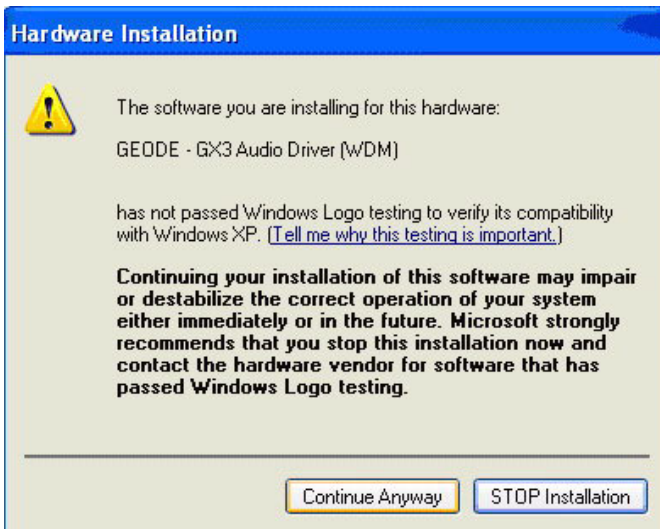 Hardware Installation
The software you are installing for this hardware:
GEODE - GX3 Audio Driver (WDM)
has not passed Windows Logo testing to verify its compatibility
with Windows XP. (Tell me why this testing is important.)
Continuing your installation of this software may impair
or destabilize the correct operation of your system
either immediately or in the future. Microsoft strongly
recommends that you stop this installation now and
contact the hardware vendor for software that has
passed Windows Logo testing.
Continue Anyway
STOP Installation